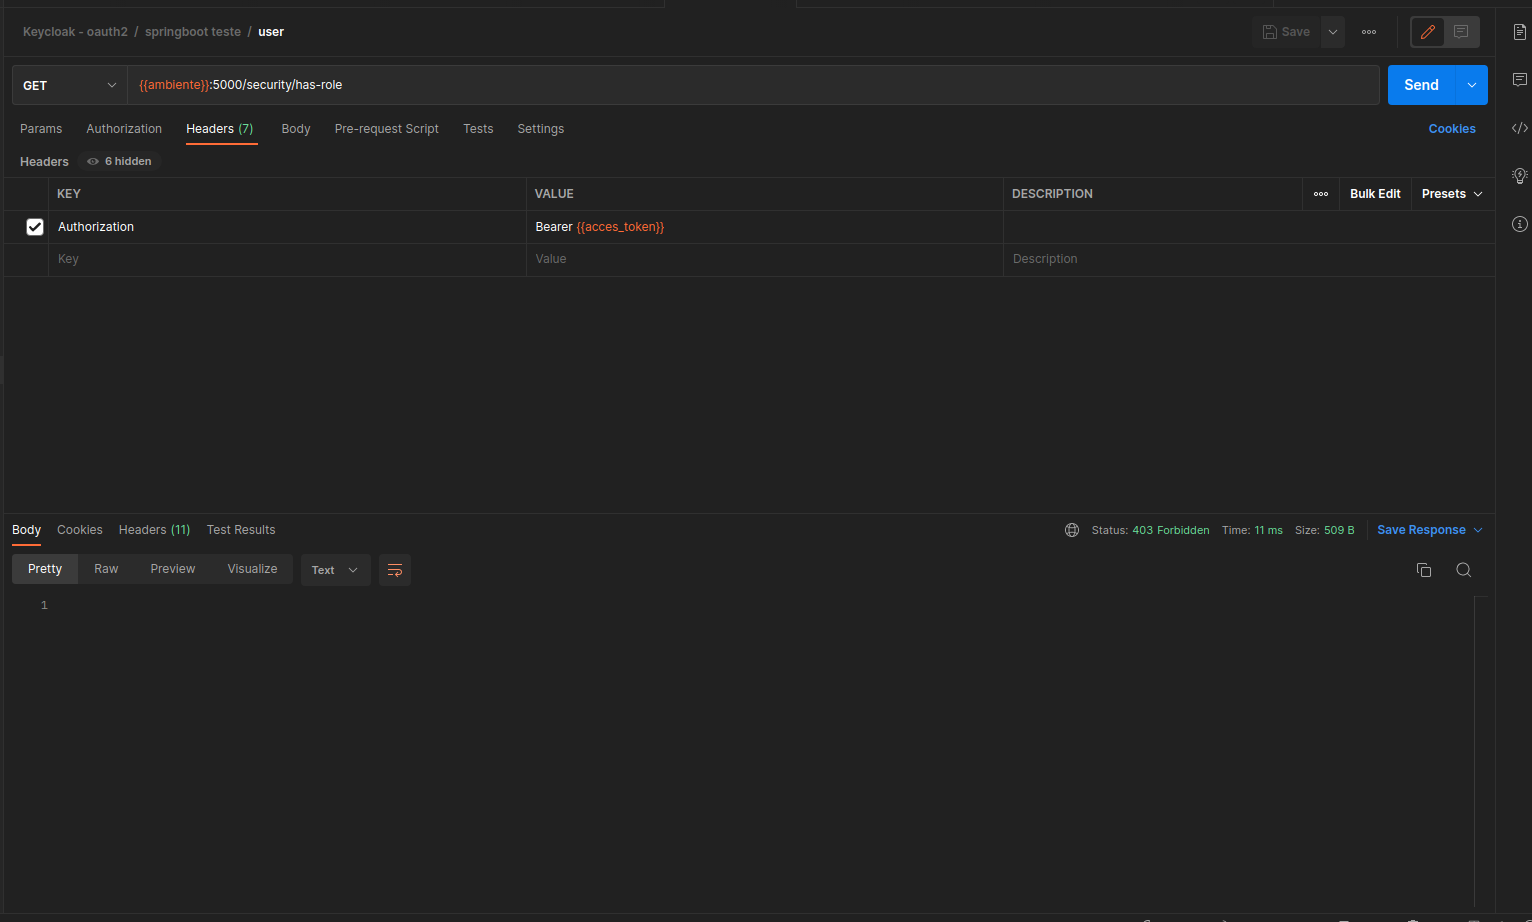 Keycloak - oauth2 / springboot teste / user
Save
GET
{{ambiente}}:5000/security/has-role
Send
Params Authorization Headers (7) Body Pre-request Script Tests Settings
Cookies
Headers 6 hidden
KEY VALUE DESCRIPTION Bulk Edit Presets
Authorization Bearer {{acces_token}}
Key Value Description
Body Cookies Headers (11) Test Results
Status: 403 Forbidden Time: 11 ms Size: 509 B Save Response
Pretty Raw Preview Visualize Text
1